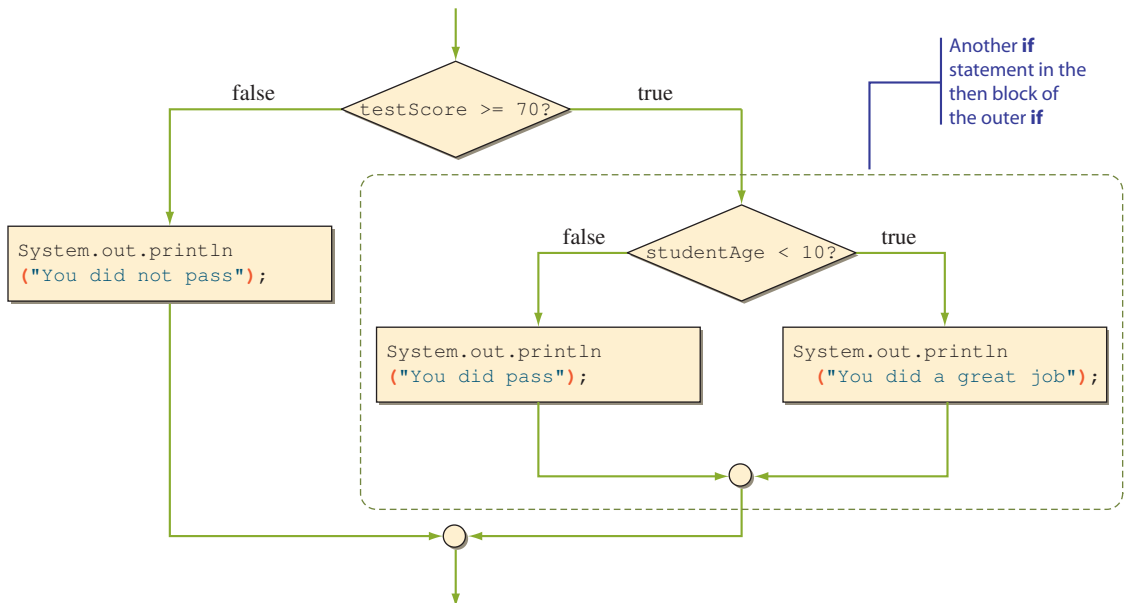 Another if
statement in the
then block of
the outer if
false
testScore >= 70?
true
System.out.println
("You did not pass");
false
studentAge < 10?
true
System.out.println
("You did pass");
System.out.println
("You did a great job");